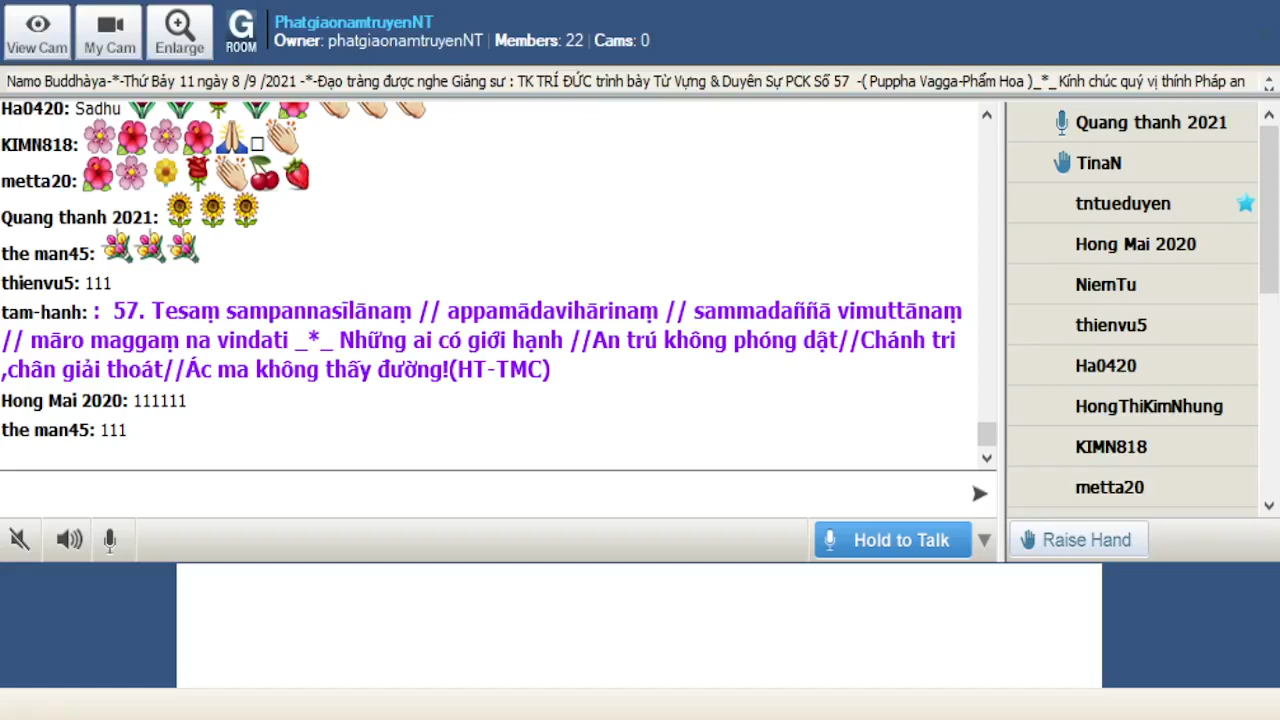 View Cam
My Cam
Enlarge
G
ROOM
PhatgiaonamtruyenNT
Owner: phatgiaonamtruyenNT | Members: 22 | Cams: 0
Namo Buddhàya-*-Thứ Bảy 11 ngày 8 /9 /2021 -*-Đạo tràng được nghe Giảng sư : TK TRÍ ĐỨC trình bày Từ Vựng & Duyên Sự PCK Số 57 -( Puppha Vagga-Phẩm Hoa )_*_Kính chúc quý vị thính Pháp an
Ha0420: Sadhu
KIMN818:
metta20:
Quang thanh 2021:
the man45:
thienvu5: 111
tam-hanh: : 57. Tesaṃ sampannasīlānaṃ // appamādavihārinaṃ // sammadaññā vimuttānaṃ
// māro maggaṃ na vindati _*_ Những ai có giới hạnh //An trú không phóng dật//Chánh tri
,chân giải thoát//Ác ma không thấy đường!(HT-TMC)
Hong Mai 2020: 111111
the man45: 111
Hold to Talk
Quang thanh 2021
TinaN
tntueduyen
Hong Mai 2020
NiemTu
thienvu5
Ha0420
HongThiKimNhung
KIMN818
metta20
Raise Hand